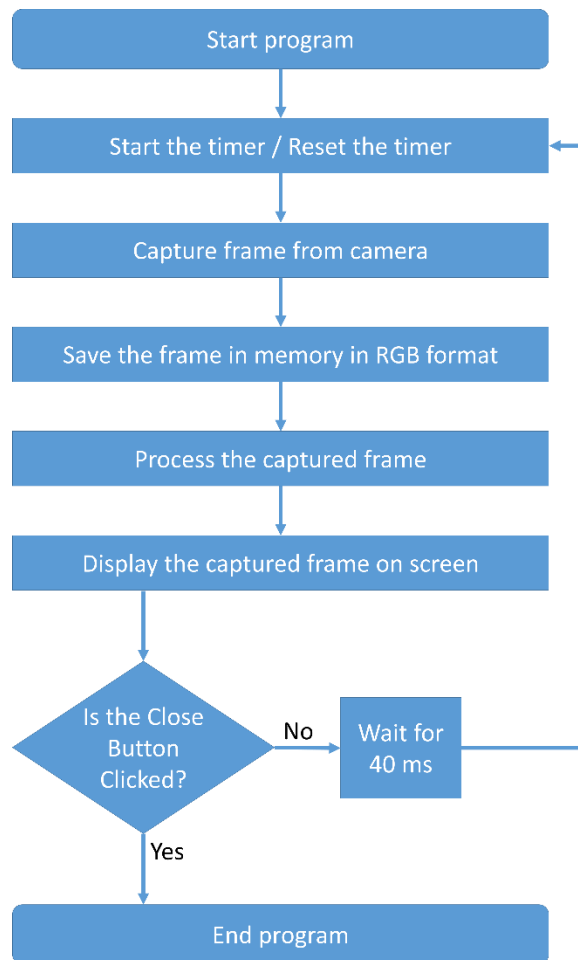 Start program
Start the timer / Reset the timer
Capture frame from camera
Save the frame in memory in RGB format
Process the captured frame
Display the captured frame on screen
Is the Close
Button
Clicked?
No
Wait for
40 ms
Yes
End program